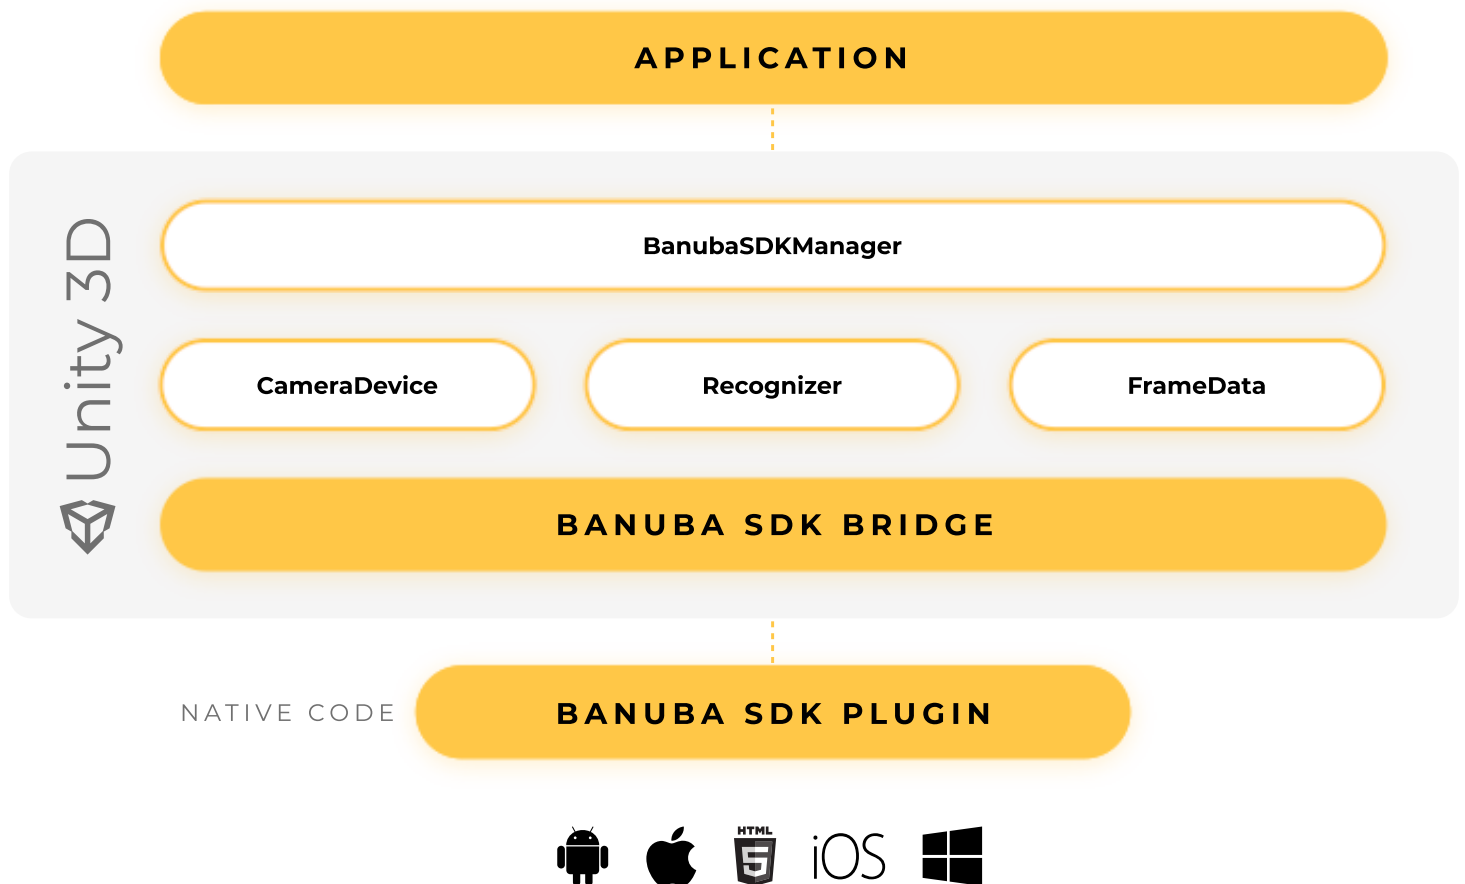 APPLICATION
Unity 3D
BanubaSDKManager
CameraDevice
Recognizer
FrameData
BANUBA SDK BRIDGE
NATIVE CODE
BANUBA SDK PLUGIN
HTML
5
iOS